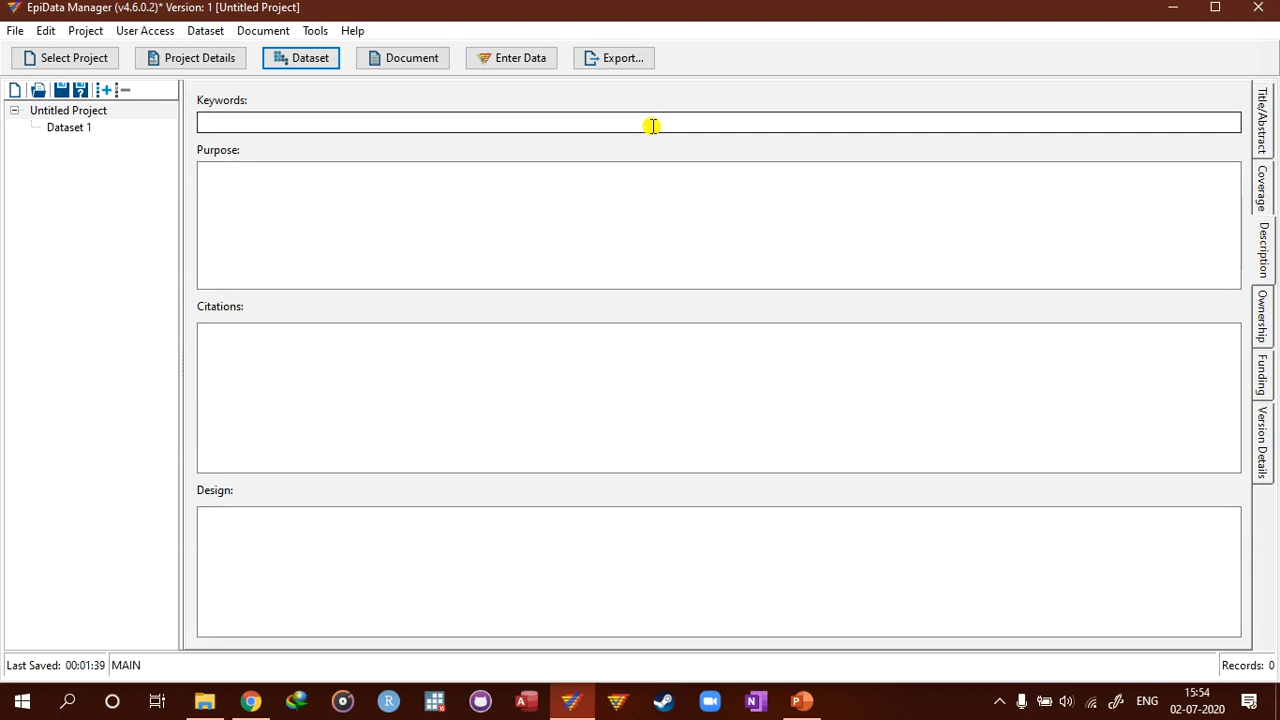 EpiData Manager (v4.6.0.2)* Version: 1 [Untitled Project]
File Edit Project User Access Dataset Document Tools Help
Select Project Project Details Dataset Document Enter Data Export...
Untitled Project
Dataset 1
Keywords:
Purpose:
Citations:
Design:
Title/Abstract
Coverage
Description
Ownership
Funding
Version Details
Last Saved: 00:01:39 MAIN Records: 0
ENG
15:54
02-07-2020